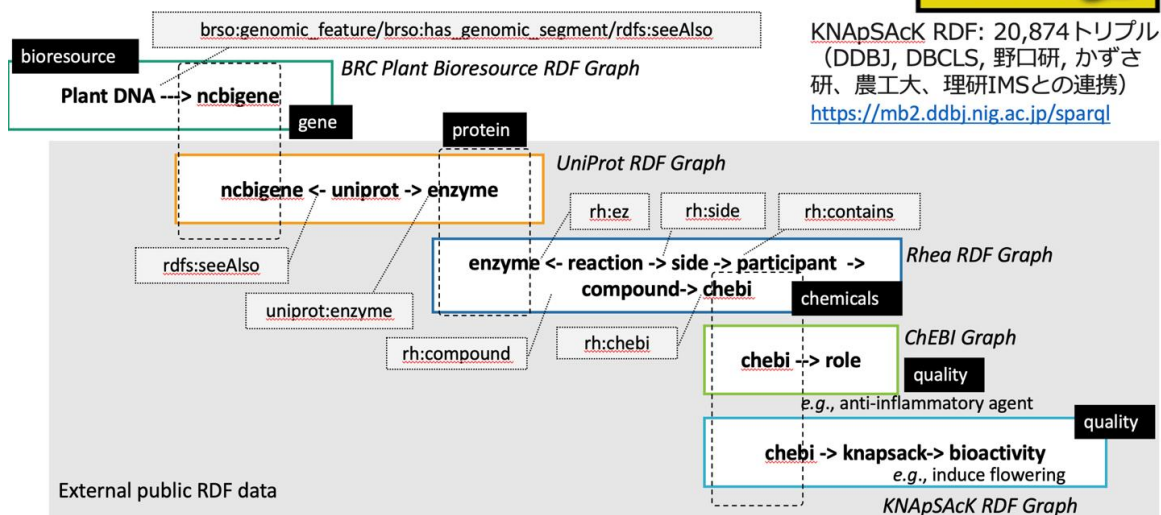 brso:genomic_feature/brso:has_genomic_segment/rdfs:seeAlso
KNApSAcK RDF: 20,874トリプル
（DDBJ, DBCLS, 野口研, かずさ
研、農工大、理研IMSとの連携）
https://mb2.ddbj.nig.ac.jp/sparql
bioresource
BRC Plant Bioresource RDF Graph
Plant DNA ---> ncbigene
gene
protein
UniProt RDF Graph
ncbigene <- uniprot -> enzyme
rh:ez
rh:side
rh:contains
rdfs:seeAlso
Rhea RDF Graph
enzyme <- reaction -> side -> participant ->
compound-> chebi
chemicals
uniprot:enzyme
rh:compound
rh:chebi
ChEBI Graph
chebi --> role
quality
e.g., anti-inflammatory agent
quality
chebi -> knapsack-> bioactivity
e.g., induce flowering
External public RDF data
KNApSAcK RDF Graph